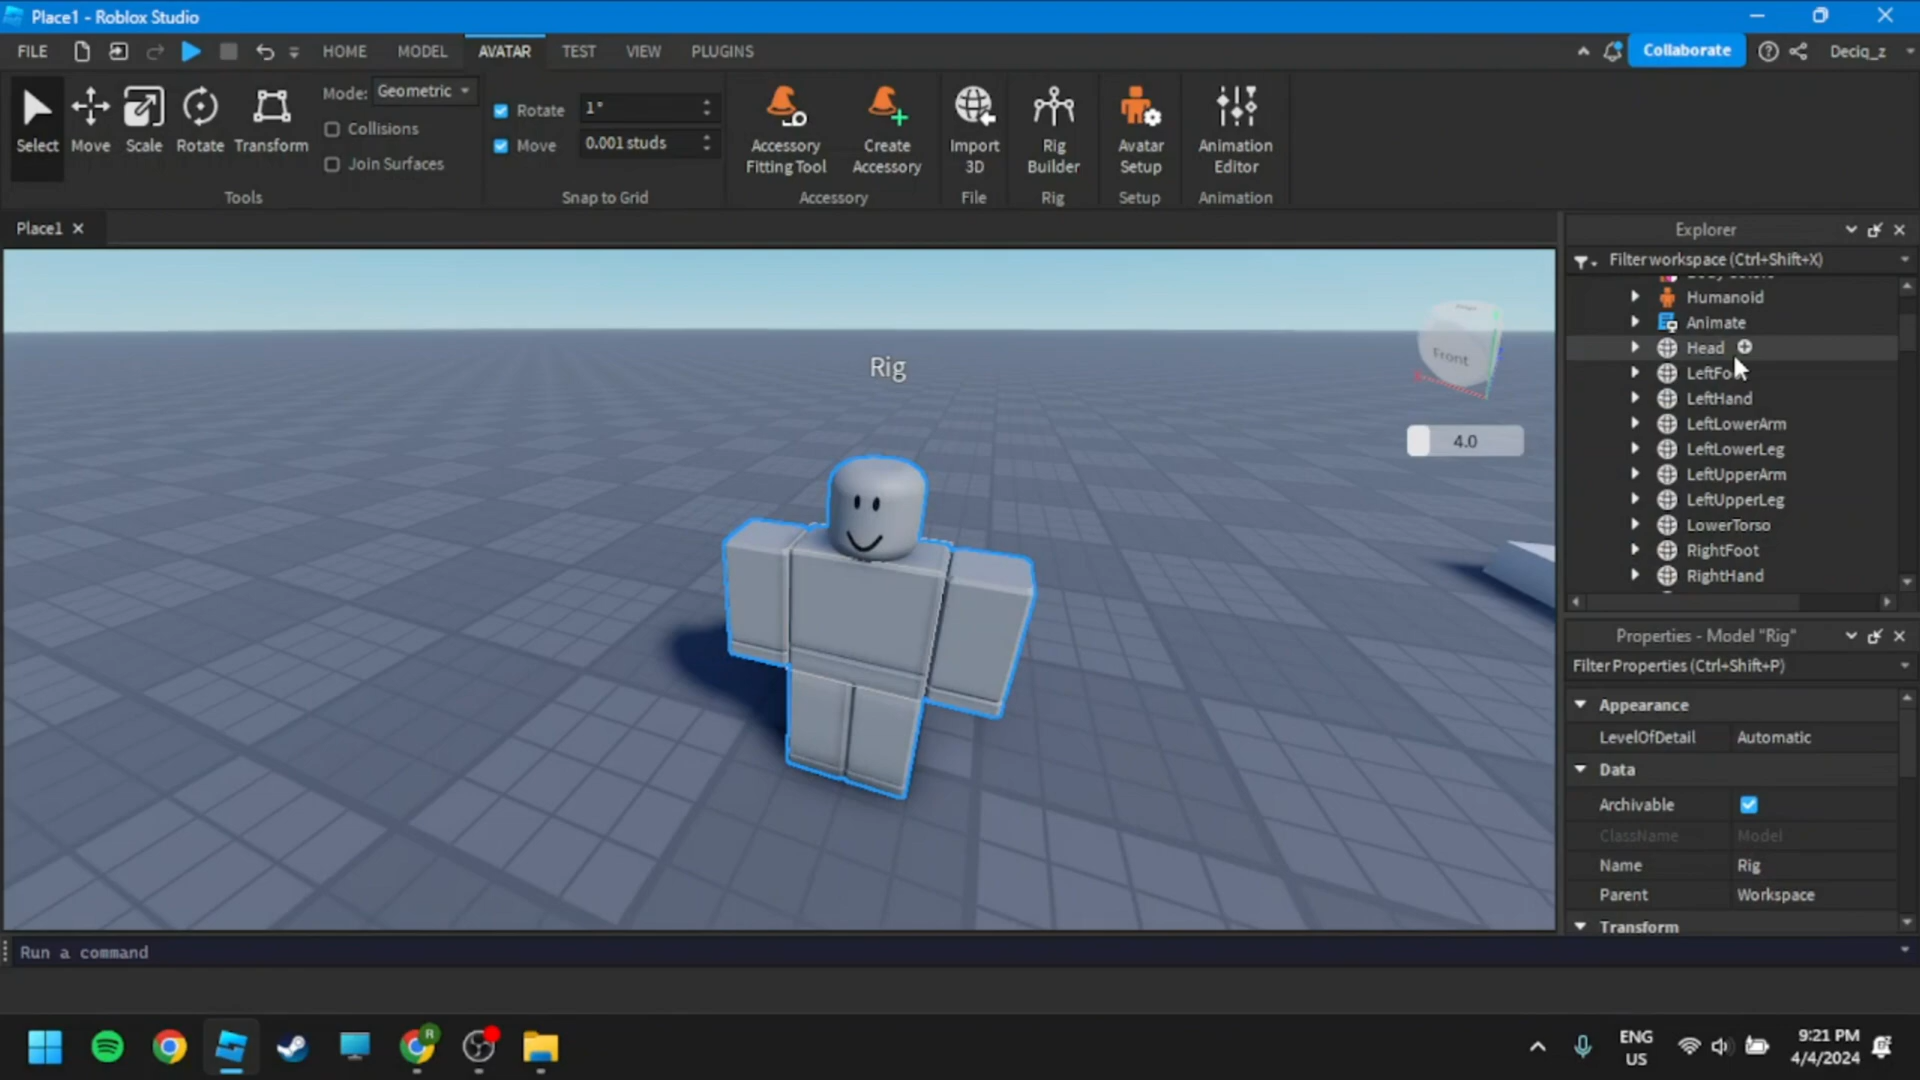 Place1 - Roblox Studio
FILE HOME MODEL AVATAR TEST VIEW PLUGINS Collaborate Deciq_z
Select Move Scale Rotate Transform
Mode: Geometric
Collisions
Join Surfaces
Tools
Rotate 1°
Move 0.001 studs
Snap to Grid
Accessory Fitting Tool
Create Accessory
Accessory
Import 3D
File
Rig Builder
Rig
Avatar Setup
Setup
Animation Editor
Animation
Place1
Rig
Front
4.0
Explorer
Filter workspace (Ctrl+Shift+X)
Humanoid
Animate
Head
LeftFo
LeftHand
LeftLowerArm
LeftLowerLeg
LeftUpperArm
LeftUpperLeg
LowerTorso
RightFoot
RightHand
Properties - Model "Rig"
Filter Properties (Ctrl+Shift+P)
Appearance
LevelOfDetail Automatic
Data
Archivable
ClassName Model
Name Rig
Parent Workspace
Transform
Run a command
R
ENG
US
9:21 PM
4/4/2024